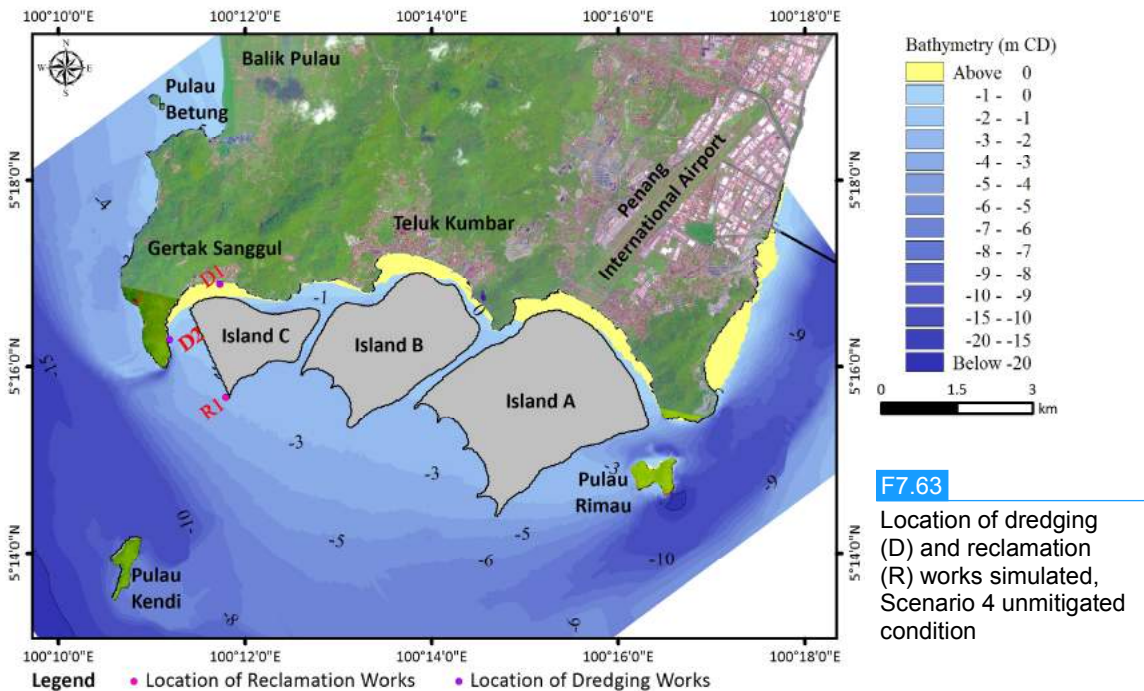 100°10'0"E 100°12'0"E 100°14'0"E 100°16'0"E 100°18'0"E
N
W E
S
Balik Pulau
Pulau
Betung
Penang
International Airport
5°18'0"N
5°18'0"N
-4
Teluk Kumbar
Gertak Sanggul
D1
-1
0
D2
Island C
Island B
Island A
-9
-15
5°16'0"N
5°16'0"N
R1
-3
-3
-3
Pulau
Rimau
-9
-10
-5
-5
-6
-10
5°14'0"N
5°14'0"N
Pulau
Kendi
-8
100°10'0"E 100°12'0"E 100°14'0"E 100°16'0"E 100°18'0"E
Legend Location of Reclamation Works Location of Dredging Works
Bathymetry (m CD)
Above 0
-1 - 0
-2 - -1
-3 - -2
-4 - -3
-5 - -4
-6 - -5
-7 - -6
-8 - -7
-9 - -8
-10 - -9
-15 - -10
-20 - -15
Below -20
0 1.5 3
km
F7.63
Location of dredging
(D) and reclamation
(R) works simulated,
Scenario 4 unmitigated
condition